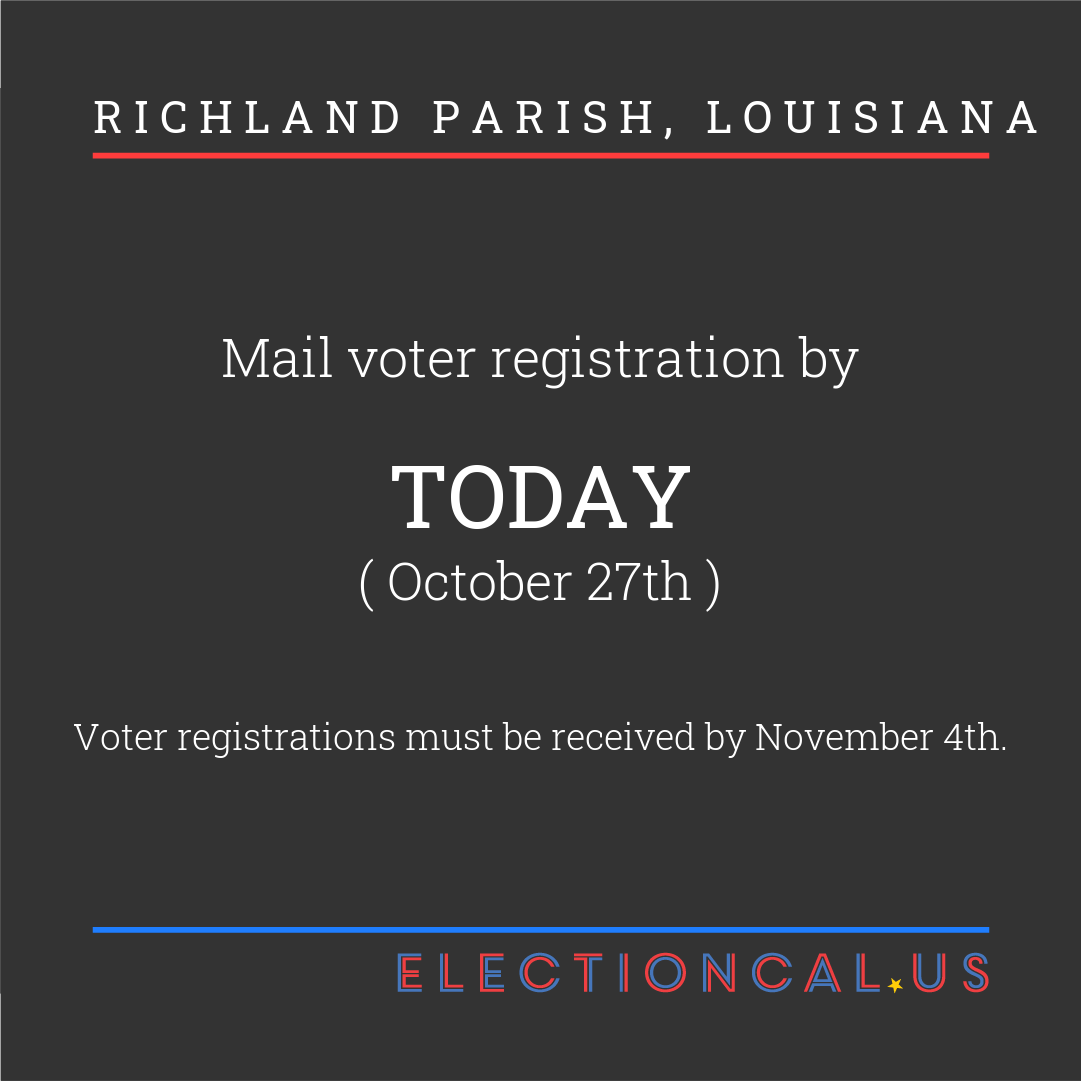 RICHLAND PARISH, LOUISIANA
Mail voter registration by
TODAY
( October 27th )
Voter registrations must be received by November 4th.
ELECTIONCAL.US